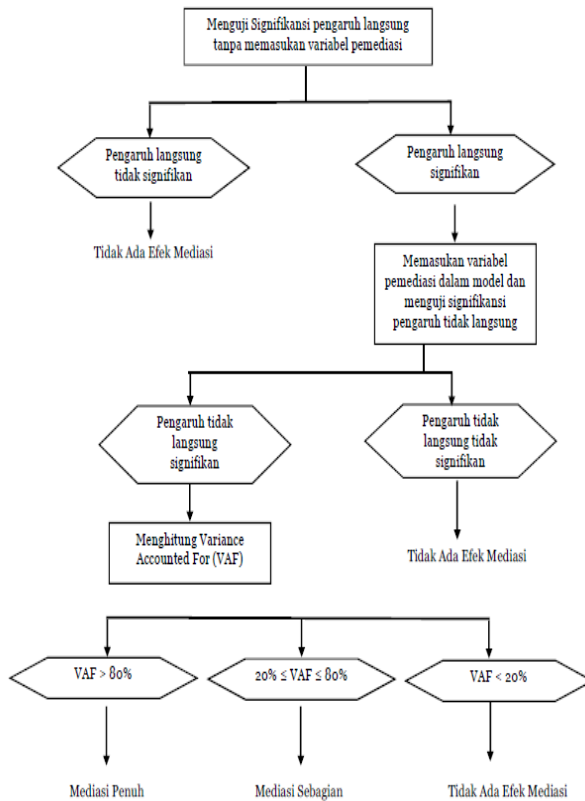 Menguji Signifikansi pengaruh langsung
tanpa memasukan variabel pemediasi
Pengaruh langsung
tidak signifikan
Pengaruh langsung
signifikan
Tidak Ada Efek Mediasi
Memasukan variabel
pemediasi dalam model dan
menguji signifikansi
pengaruh tidak langsung
Pengaruh tidak
langsung
signifikan
Pengaruh tidak
langsung tidak
signifikan
Menghitung Variance
Accounted For (VAF)
Tidak Ada Efek Mediasi
VAF > 80%
20% ≤ VAF ≤ 80%
VAF < 20%
Mediasi Penuh
Mediasi Sebagian
Tidak Ada Efek Mediasi